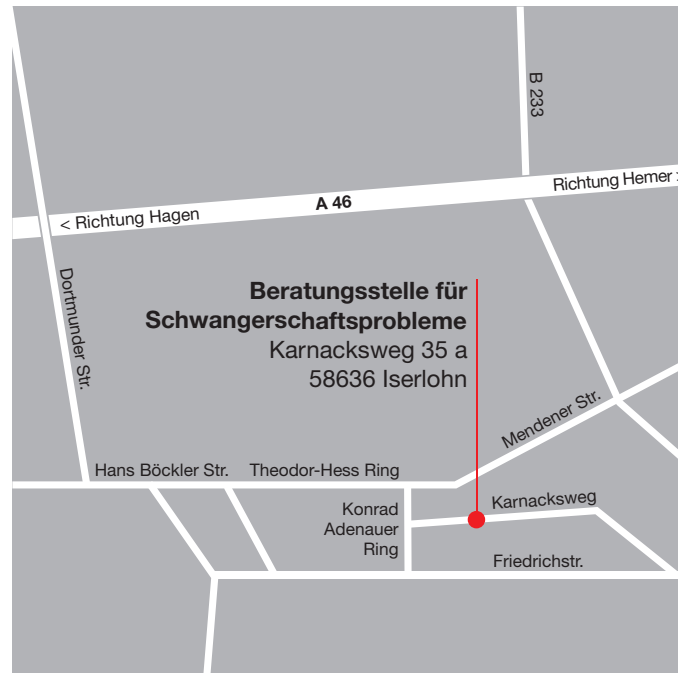 B 233
Richtung Hemer >
A 46
< Richtung Hagen
Dortmunder Str.
Beratungsstelle für
Schwangerschaftsprobleme
Karnacksweg 35 a
58636 Iserlohn
Mendener Str.
Hans Böckler Str.
Theodor-Hess Ring
Karnacksweg
Konrad
Adenauer
Ring
Friedrichstr.